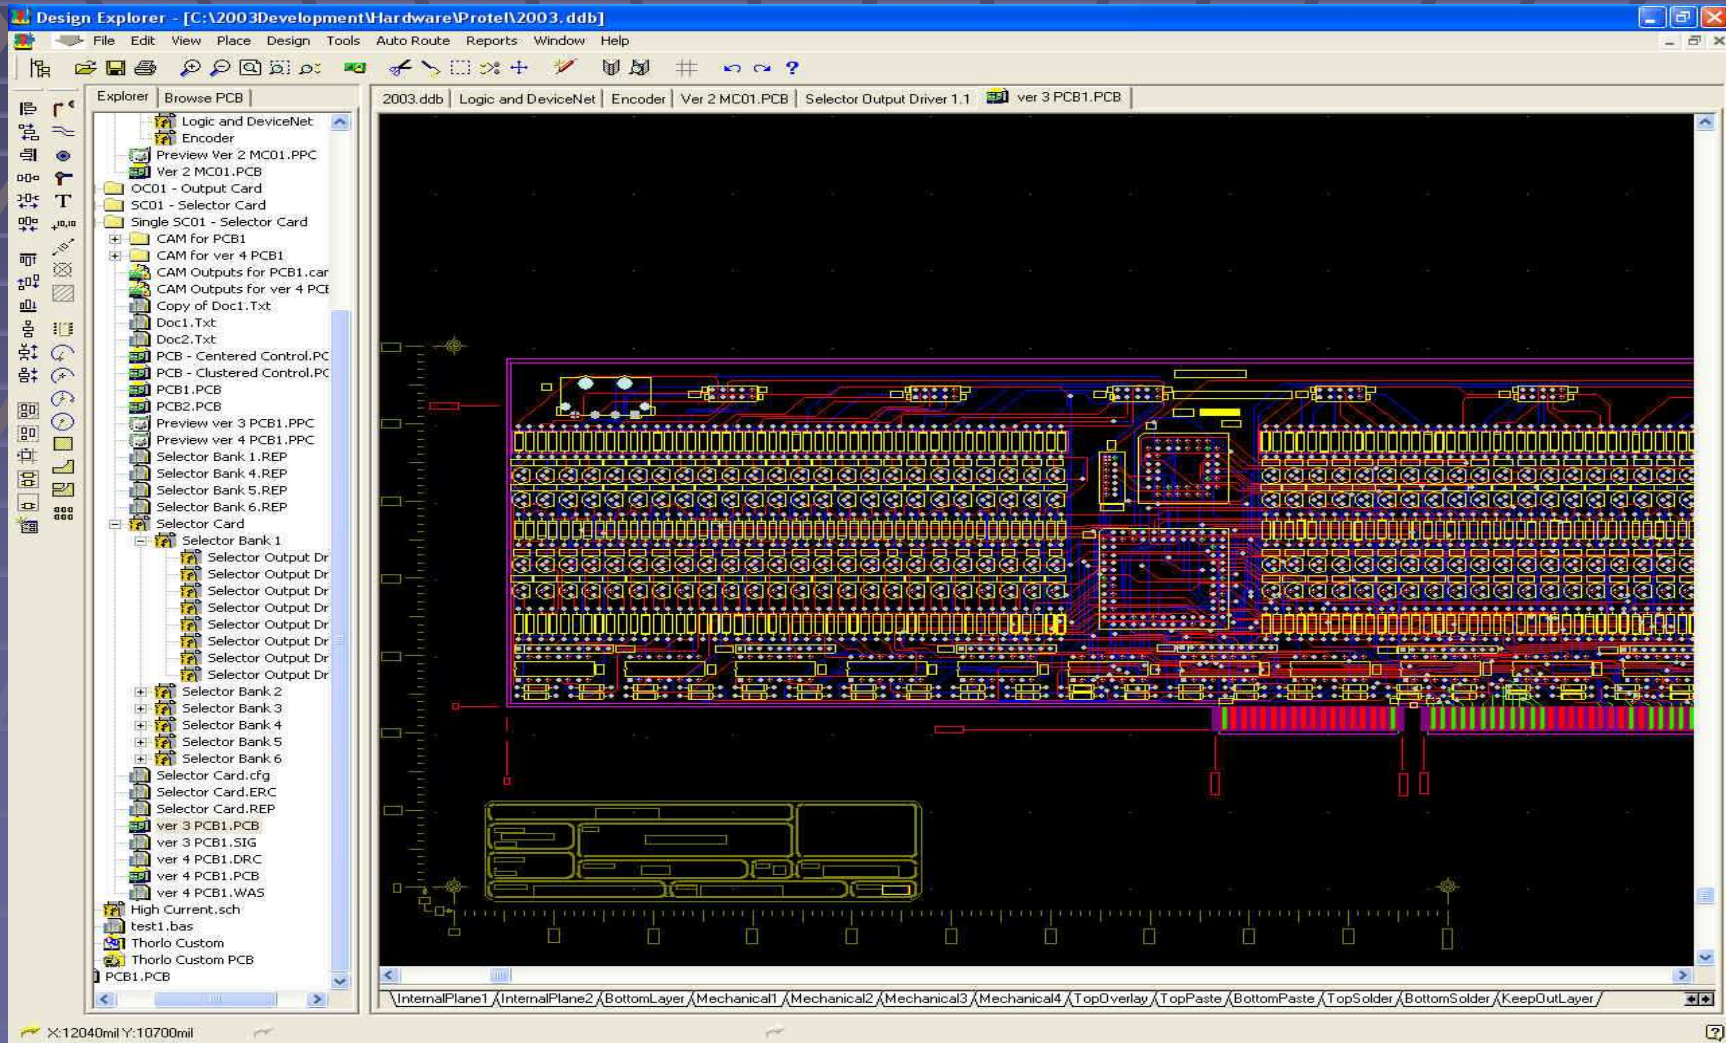 Design Explorer - [C:\2003Development\Hardware\Protel\2003.ddb]
File Edit View Place Design Tools Auto Route Reports Window Help
Explorer Browse PCB
2003.ddb Logic and DeviceNet Encoder Ver 2 MC01.PCB Selector Output Driver 1.1 ver 3 PCB1.PCB
Logic and DeviceNet
Encoder
Preview Ver 2 MC01.PPC
Ver 2 MC01.PCB
OC01 - Output Card
SC01 - Selector Card
Single SC01 - Selector Card
CAM for PCB1
CAM for ver 4 PCB1
CAM Outputs for PCB1.car
CAM Outputs for ver 4 PCE
Copy of Doc1.Txt
Doc1.Txt
Doc2.Txt
PCB - Centered Control.PC
PCB - Clustered Control.PC
PCB1.PCB
PCB2.PCB
Preview ver 3 PCB1.PPC
Preview ver 4 PCB1.PPC
Selector Bank 1.REP
Selector Bank 4.REP
Selector Bank 5.REP
Selector Bank 6.REP
Selector Card
Selector Bank 1
Selector Output Dr
Selector Output Dr
Selector Output Dr
Selector Output Dr
Selector Output Dr
Selector Output Dr
Selector Output Dr
Selector Output Dr
Selector Bank 2
Selector Bank 3
Selector Bank 4
Selector Bank 5
Selector Bank 6
Selector Card.cfg
Selector Card.ERC
Selector Card.REP
ver 3 PCB1.PCB
ver 3 PCB1.SIG
ver 4 PCB1.DRC
ver 4 PCB1.PCB
ver 4 PCB1.WAS
High Current.sch
test1.bas
Thorlo Custom
Thorlo Custom PCB
PCB1.PCB
InternalPlane1 InternalPlane2 BottomLayer Mechanical1 Mechanical2 Mechanical3 Mechanical4 TopOverlay TopPaste BottomPaste TopSolder BottomSolder KeepOutLayer
X:12040mil Y:10700mil